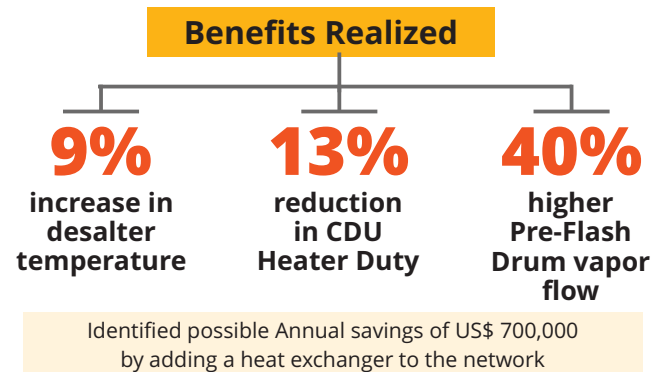 Benefits Realized
9%
increase in
desalter
temperature
13%
reduction
in CDU
Heater Duty
40%
higher
Pre-Flash
Drum vapor
flow
Identified possible Annual savings of US$ 700,000
by adding a heat exchanger to the network